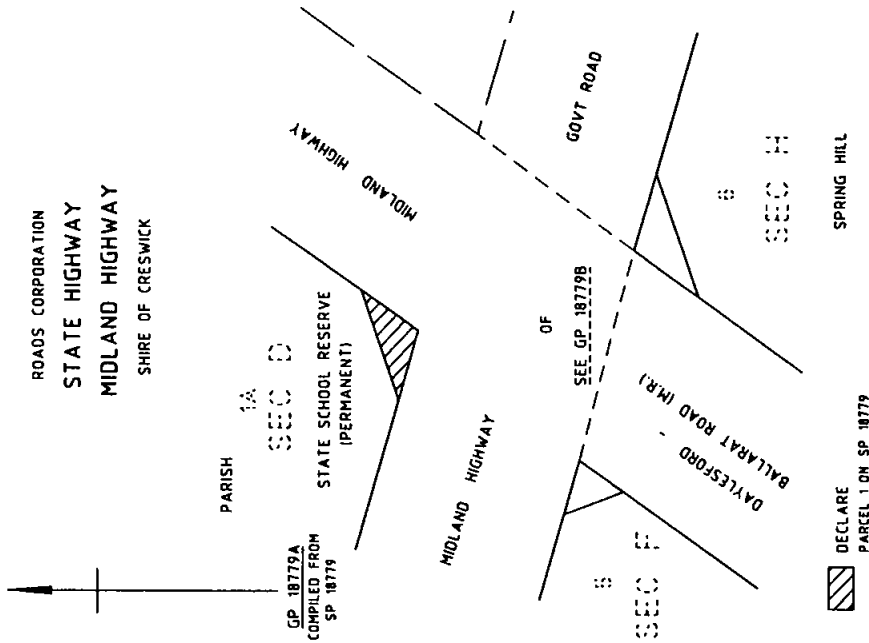 ROADS CORPORATION
STATE HIGHWAY
MIDLAND HIGHWAY
SHIRE OF CRESWICK
PARISH
1A
SEC D
STATE SCHOOL RESERVE
(PERMANENT)
GP 18779A
COMPILED FROM
SP 18779
MIDLAND HIGHWAY
MIDLAND HIGHWAY
GOVT ROAD
OF
SEE GP 18779B
6
SEC H
SPRING HILL
DAYLESFORD -
BALLARAT ROAD (M.R.)
5
SEC F
DECLARE
PARCEL 1 ON SP 18779